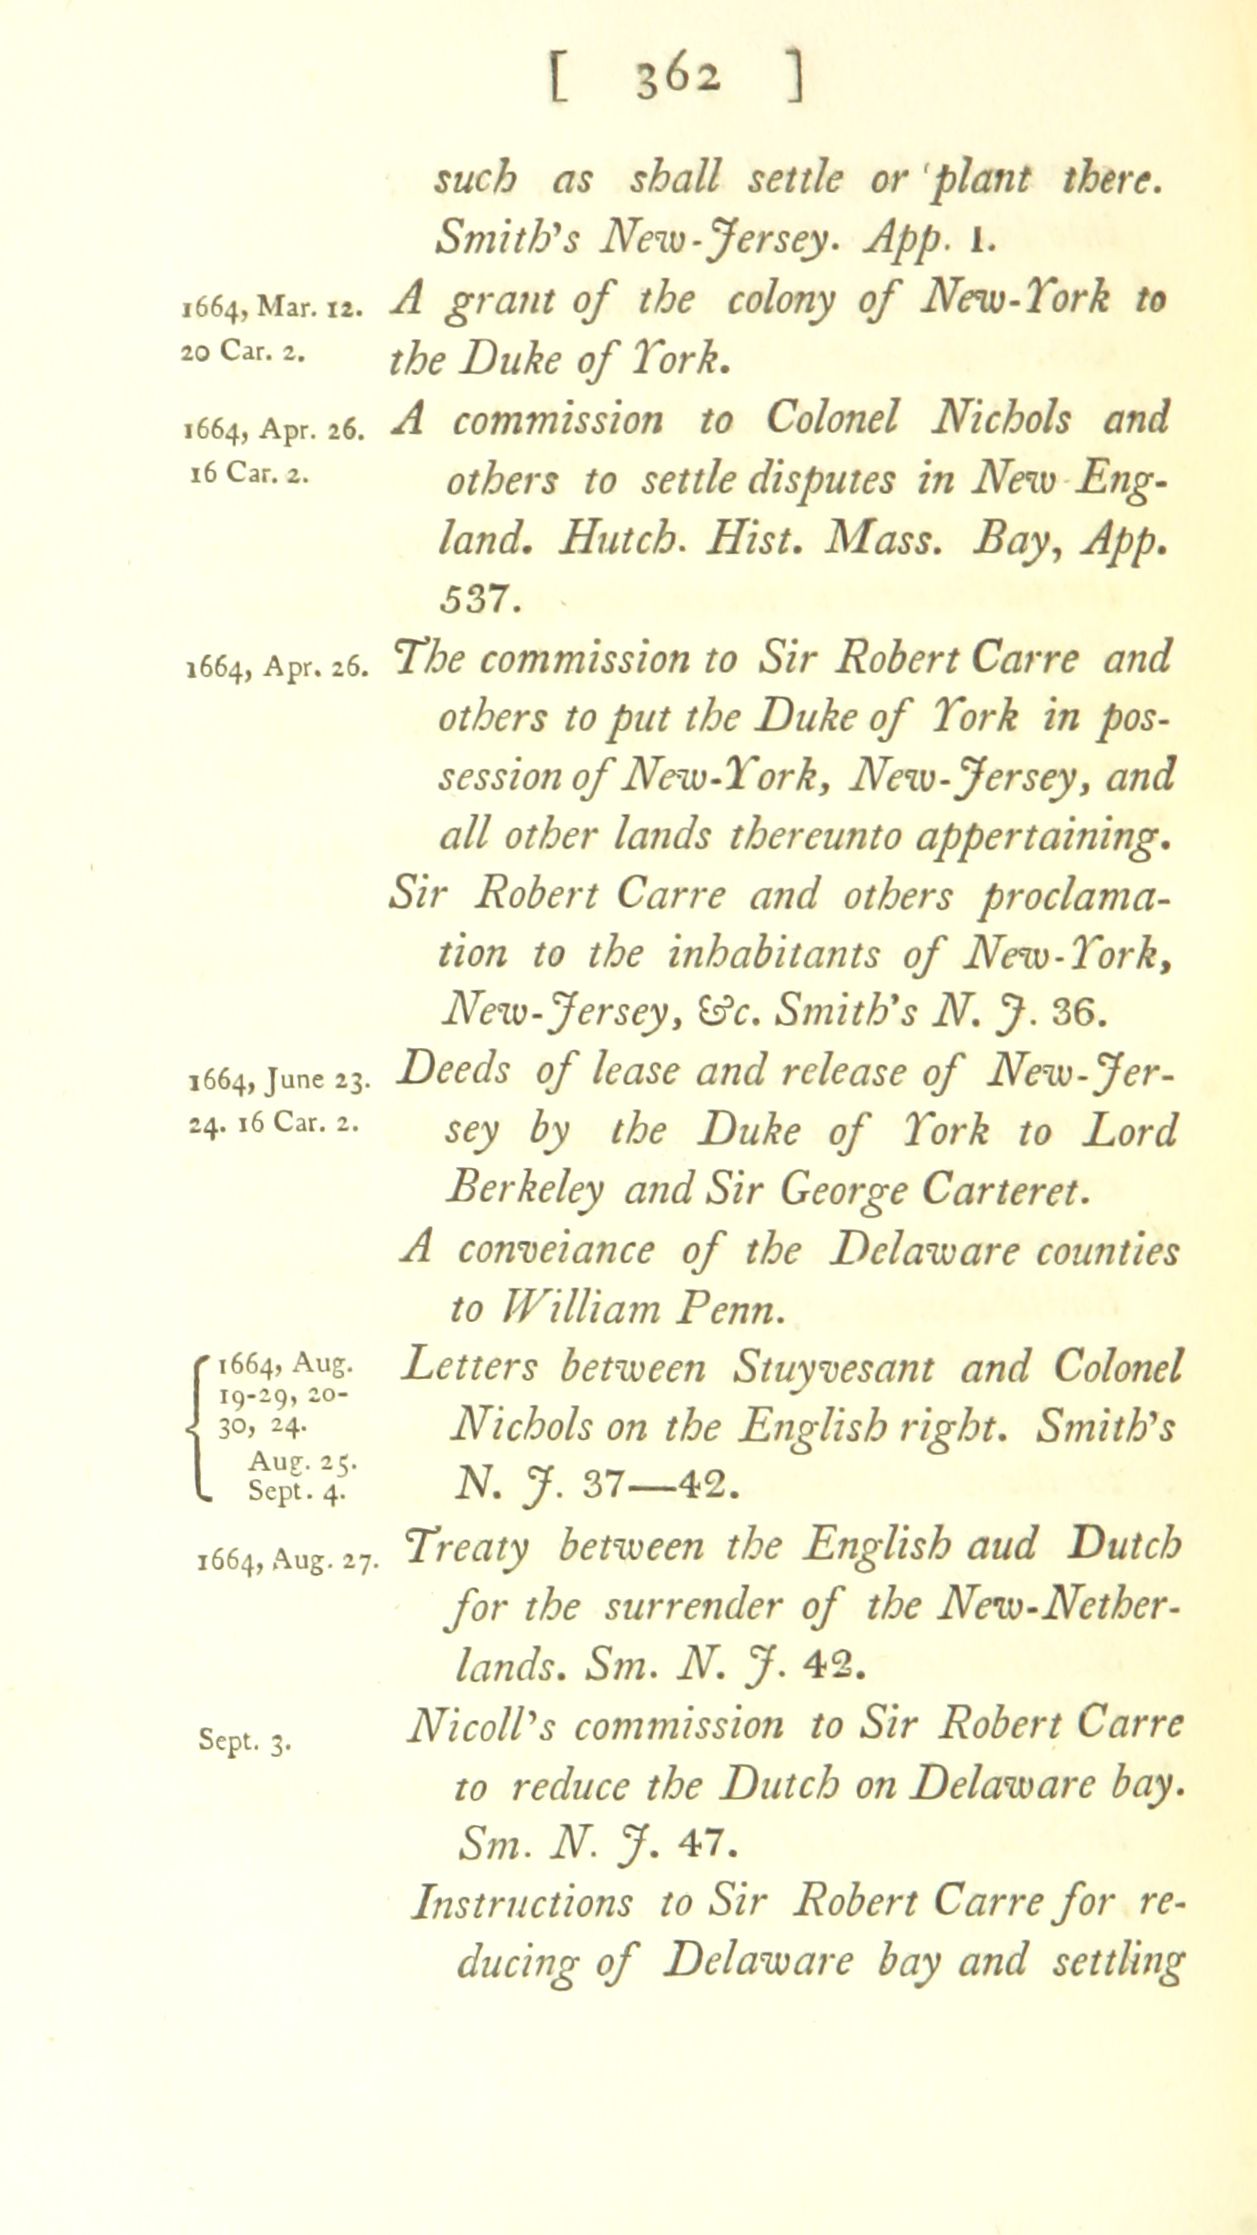 [ 362 ]
such as shall settle or 'plant there.
Smith's New-Jersey. App. 1.
1664, Mar. 12. A grant of the colony of New-York to
20 Car. 2. the Duke of York.
1664, Apr. 26. A commission to Colonel Nichols and
16 Car. 2. others to settle disputes in New Eng-
land. Hutch. Hist. Mass. Bay, App.
537.
1664, Apr. 26. The commission to Sir Robert Carre and
others to put the Duke of York in pos-
session of New-York, New-Jersey, and
all other lands thereunto appertaining.
Sir Robert Carre and others proclama-
tion to the inhabitants of New-York,
New-Jersey, &c. Smith's N. J. 36.
1664, June 23. Deeds of lease and release of New-Jer-
24. 16 Car. 2. sey by the Duke of York to Lord
Berkeley and Sir George Carteret.
A conveiance of the Delaware counties
to William Penn.
1664, Aug. Letters between Stuyvesant and Colonel
19-29, 20-
30, 24. Nichols on the English right. Smith's
Aug. 25.
Sept. 4. N. J. 37—42.
1664, Aug. 27. Treaty between the English aud Dutch
for the surrender of the New-Nether-
lands. Sm. N. J. 42.
Sept. 3. Nicoll's commission to Sir Robert Carre
to reduce the Dutch on Delaware bay.
Sm. N. J. 47.
Instructions to Sir Robert Carre for re-
ducing of Delaware bay and settling